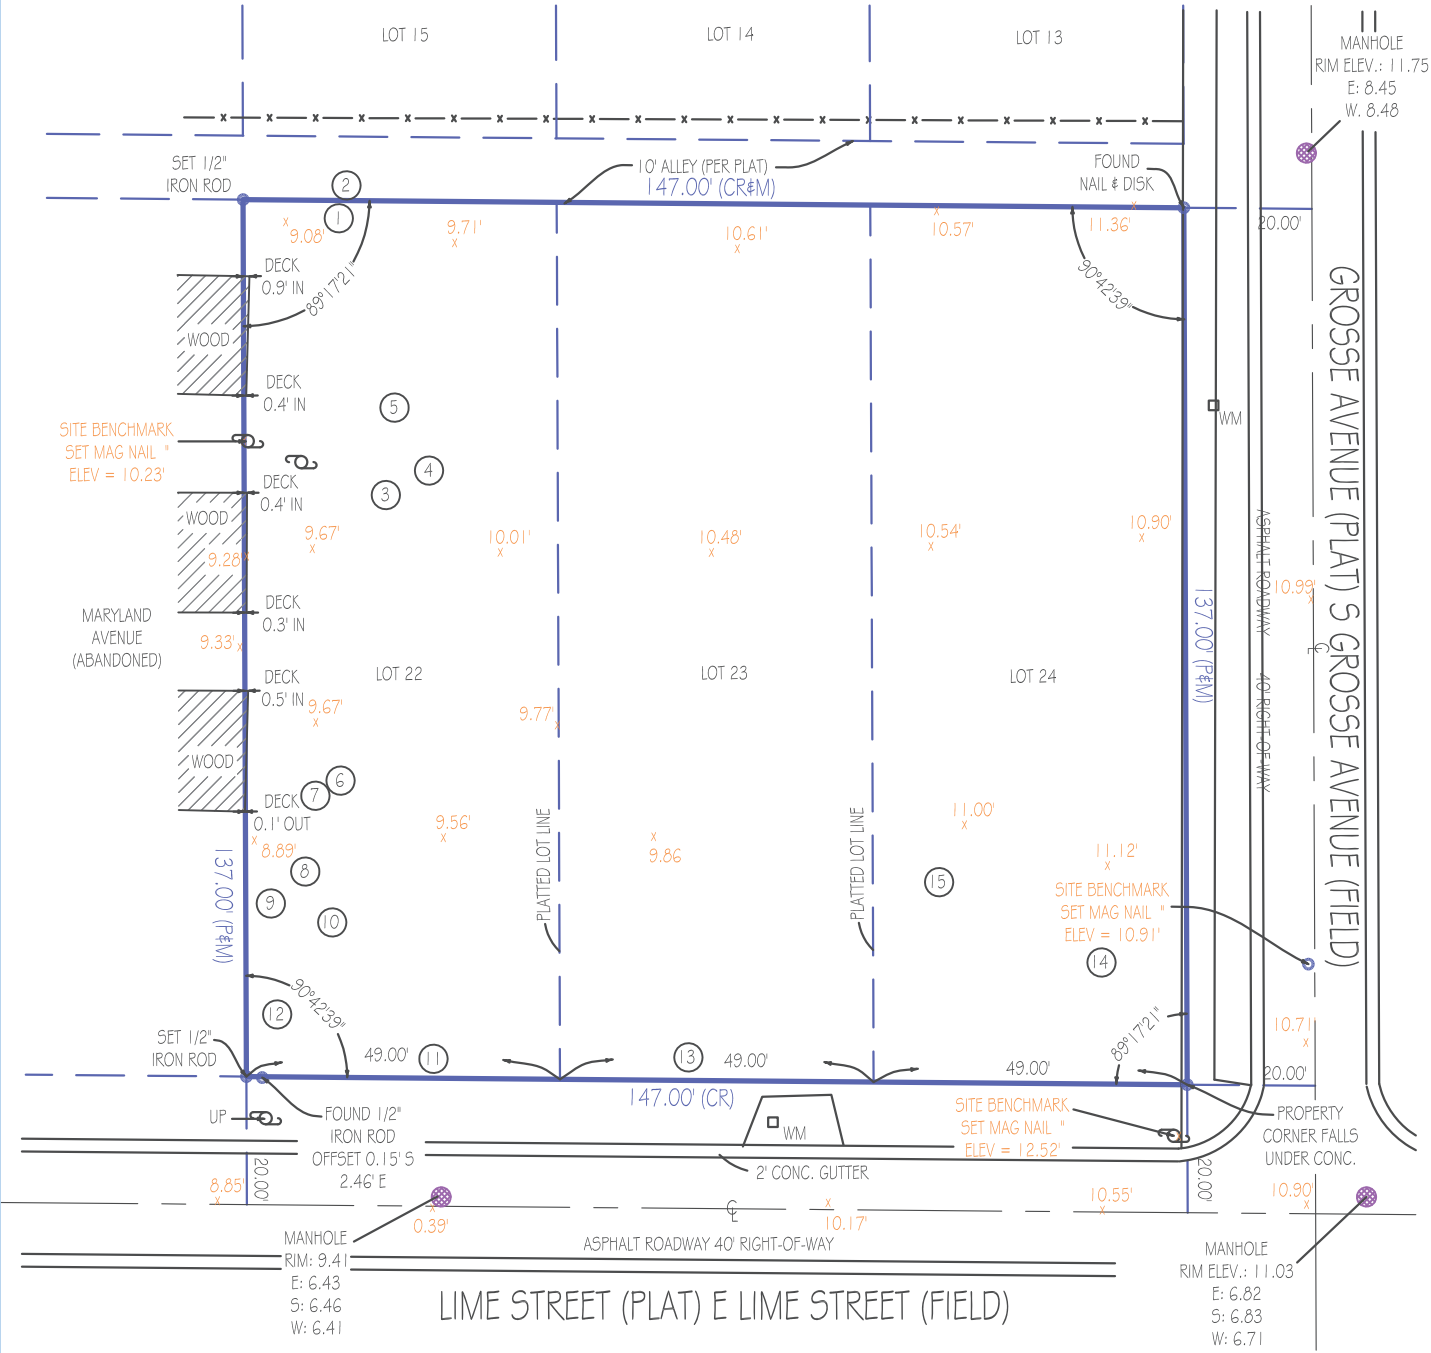 LOT 15
LOT 14
LOT 13
MANHOLE
RIM ELEV.: 11.75
E: 8.45
W. 8.48
x x x x x x x x x x x x x x x x x x x x x
SET 1/2"
IRON ROD
2
1
10' ALLEY (PER PLAT)
147.00' (CR&M)
FOUND
NAIL & DISK
20.00'
x
9.08'
9.71'
x
10.61'
x
x
10.57'
x
11.36'
89°17'21"
90°42'39"
DECK
0.9' IN
WOOD
DECK
0.4' IN
5
WM
SITE BENCHMARK
SET MAG NAIL "
ELEV = 10.23'
4
3
DECK
0.4' IN
WOOD
9.28'
9.67'
x
10.01'
x
10.48'
x
10.54'
x
10.90'
x
10.99'
x
GROSSE AVENUE (PLAT) S GROSSE AVENUE (FIELD)
ASPHALT ROADWAY
40' RIGHT-OF-WAY
137.00' (P&M)
CL
DECK
0.3' IN
MARYLAND
AVENUE
(ABANDONED)
9.33'
x
LOT 22
LOT 23
LOT 24
DECK
0.5' IN
9.67'
x
9.77'
x
WOOD
6
7
DECK
0.1' OUT
x
8.89'
9.56'
x
x
9.86
11.00'
x
11.12'
x
PLATTED LOT LINE
PLATTED LOT LINE
137.00' (P&M)
8
9
10
15
14
SITE BENCHMARK
SET MAG NAIL "
ELEV = 10.91'
90°42'39"
12
89°17'21"
10.71'
x
SET 1/2"
IRON ROD
49.00'
11
13
49.00'
49.00'
20.00'
147.00' (CR)
UP
FOUND 1/2"
IRON ROD
OFFSET 0.15' S
2.46' E
WM
SITE BENCHMARK
SET MAG NAIL "
ELEV = 12.52'
PROPERTY
CORNER FALLS
UNDER CONC.
2' CONC. GUTTER
20.00'
20.00'
8.85'
x
x
0.39'
CL
x
10.17'
10.55'
x
10.90'
x
MANHOLE
RIM: 9.41
E: 6.43
S: 6.46
W: 6.41
ASPHALT ROADWAY 40' RIGHT-OF-WAY
MANHOLE
RIM ELEV.: 11.03
E: 6.82
S: 6.83
W: 6.71
LIME STREET (PLAT) E LIME STREET (FIELD)